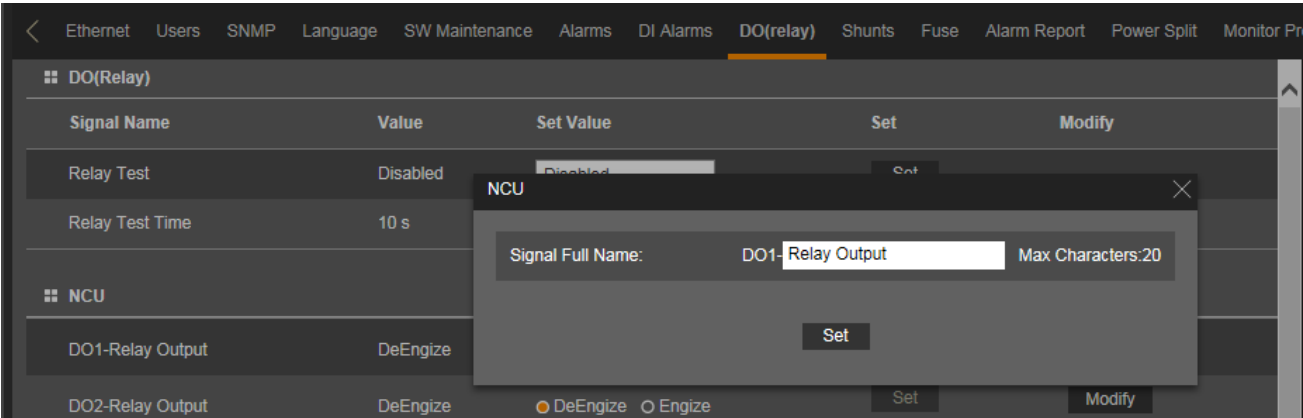 Ethernet Users SNMP Language SW Maintenance Alarms DI Alarms DO(relay) Shunts Fuse Alarm Report Power Split Monitor Pr
DO(Relay)
Signal Name Value Set Value Set Modify
Relay Test Disabled Disabled Set
NCU
Relay Test Time 10 s
Signal Full Name: DO1- Relay Output Max Characters:20
NCU
Set
DO1-Relay Output DeEngize
DO2-Relay Output DeEngize DeEngize Engize Set Modify